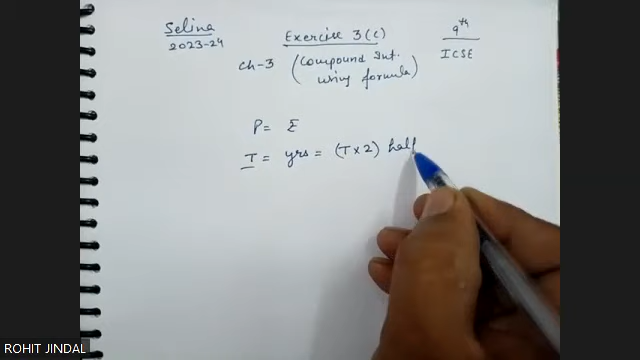 Selina
2023-24
Exercise 3(c)
9th
ICSE
Ch-3 (Compound Int. using formula)
P = Σ
T = yrs = (T × 2) half
ROHIT JINDAL